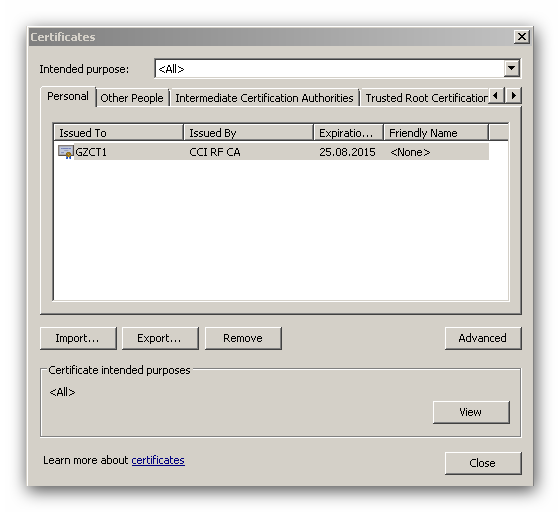 Certificates
Intended purpose: <All>
Personal Other People Intermediate Certification Authorities Trusted Root Certification
Issued To Issued By Expiratio... Friendly Name
GZCT1 CCI RF CA 25.08.2015 <None>
Import... Export... Remove Advanced
Certificate intended purposes
<All>
View
Learn more about certificates
Close